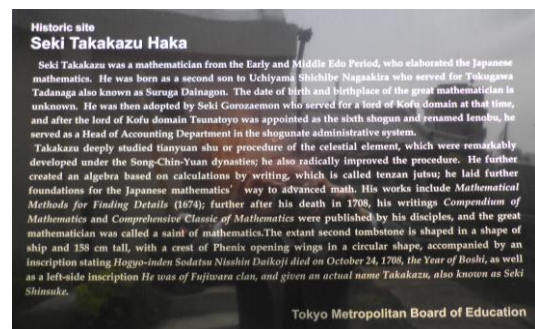 Historic site
Seki Takakazu Haka
Seki Takakazu was a mathematician from the Early and Middle Edo Period, who elaborated the Japanese
mathematics. He was born as a second son to Uchiyama Shichibe Nagaakira who served for Tokugawa
Tadanaga also known as Suruga Dainagon. The date of birth and birthplace of the great mathematician is
unknown. He was then adopted by Seki Gorozaemon who served for a lord of Kofu domain at that time,
and after the lord of Kofu domain Tsunatoyo was appointed as the sixth shogun and renamed Ienobu, he
served as a Head of Accounting Department in the shogunate administrative system.
Takakazu deeply studied tianyuan shu or procedure of the celestial element, which were remarkably
developed under the Song-Chin-Yuan dynasties; he also radically improved the procedure. He further
created an algebra based on calculations by writing, which is called tenzan jutsu; he laid further
foundations for the Japanese mathematics' way to advanced math. His works include Mathematical
Methods for Finding Details (1674); further after his death in 1708, his writings Compendium of
Mathematics and Comprehensive Classic of Mathematics were published by his disciples, and the great
mathematician was called a saint of mathematics.The extant second tombstone is shaped in a shape of
ship and 158 cm tall, with a crest of Phenix opening wings in a circular shape, accompanied by an
inscription stating Hogyo-inden Sodatsu Nisshin Daikoji died on October 24, 1708, the Year of Boshi, as well
as a left-side inscription He was of Fujiwara clan, and given an actual name Takakazu, also known as Seki
Shinsuke.
Tokyo Metropolitan Board of Education